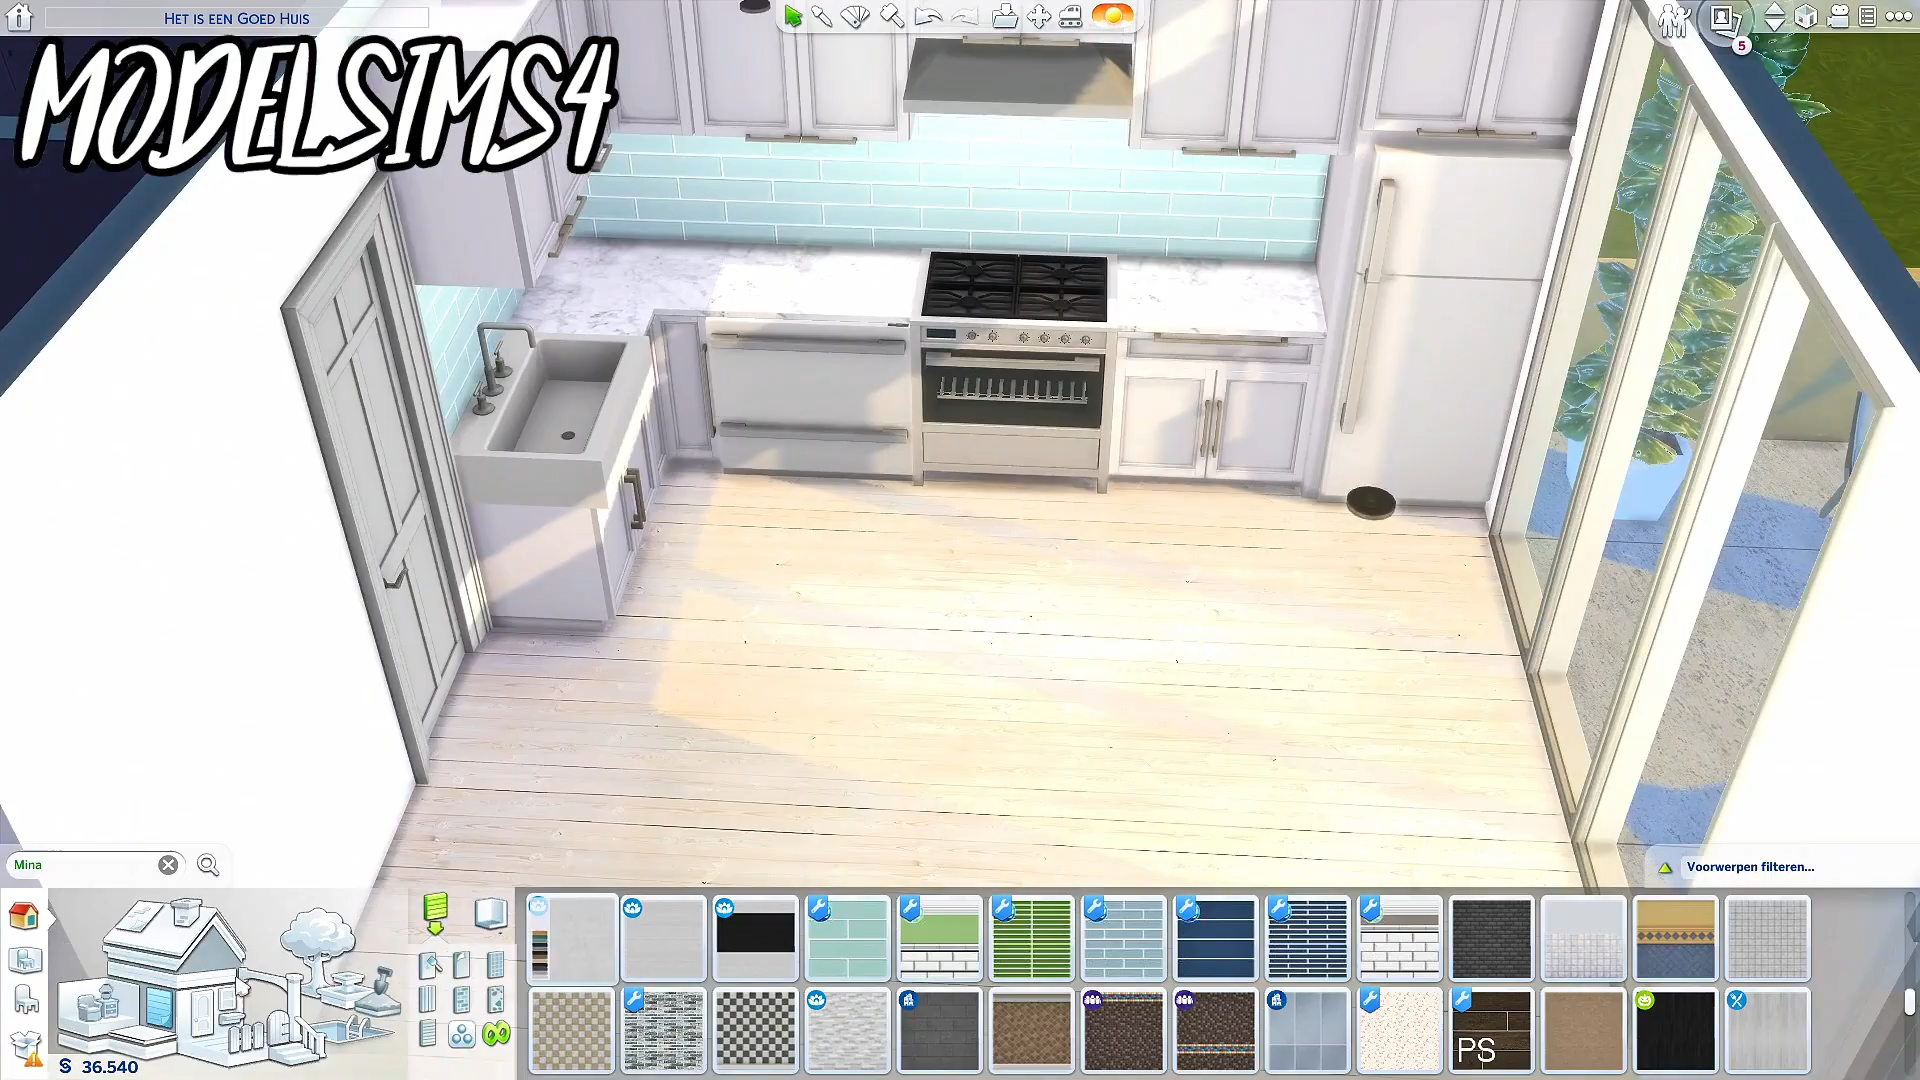 Het is een Goed Huis
MODELSIMS4
5
Mina
Voorwerpen filteren...
PS
§ 36.540